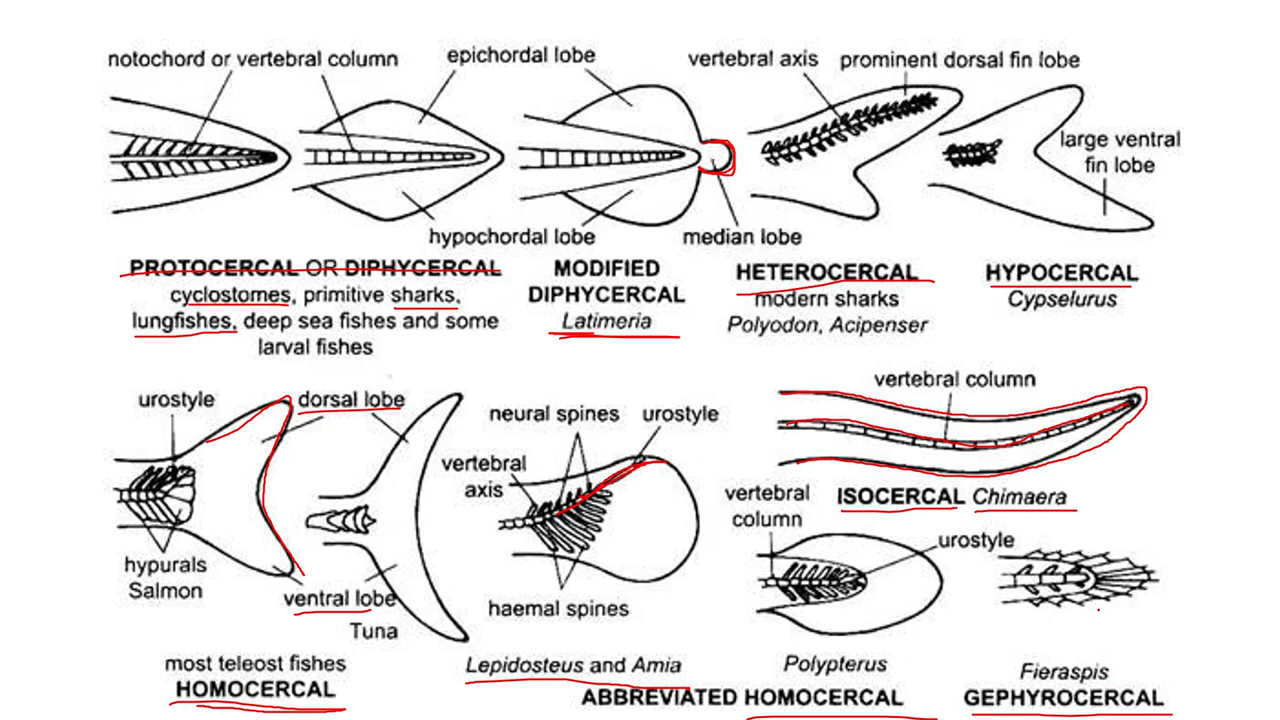 notochord or vertebral column
epichordal lobe
vertebral axis
prominent dorsal fin lobe
large ventral
fin lobe
hypochordal lobe
median lobe
PROTOCERCAL OR DIPHYCERCAL
cyclostomes, primitive sharks,
lungfishes, deep sea fishes and some
larval fishes
MODIFIED
DIPHYCERCAL
Latimeria
HETEROCERCAL
modern sharks
Polyodon, Acipenser
HYPOCERCAL
Cypselurus
urostyle
dorsal lobe
hypurals
Salmon
ventral lobe
Tuna
most teleost fishes
HOMOCERCAL
neural spines
urostyle
vertebral
axis
haemal spines
Lepidosteus and Amia
vertebral column
ISOCERCAL Chimaera
vertebral
column
urostyle
Polypterus
ABBREVIATED HOMOCERCAL
Fieraspis
GEPHYROCERCAL